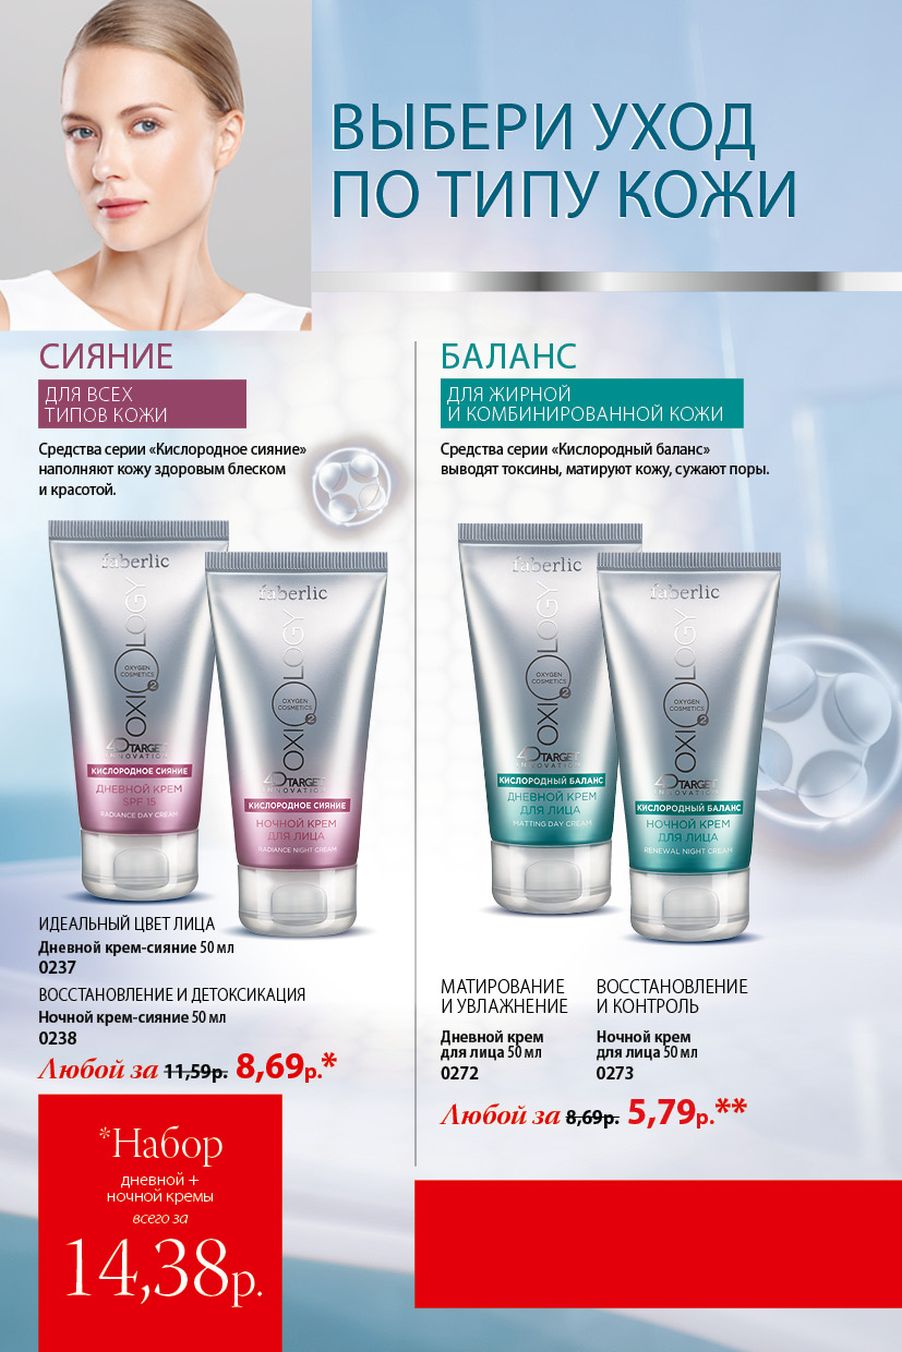 ВЫБЕРИ УХОД
ПО ТИПУ КОЖИ
СИЯНИЕ
ДЛЯ ВСЕХ
ТИПОВ КОЖИ
Средства серии «Кислородное сияние»
наполняют кожу здоровым блеском
и красотой.
faberlic
OXIOLOGY
OXYGEN
COSMETICS
2
4D TARGET
INNOVATION
КИСЛОРОДНОЕ СИЯНИЕ
ДНЕВНОЙ КРЕМ
SPF 15
RADIANCE DAY CREAM
faberlic
OXIOLOGY
OXYGEN
COSMETICS
2
4D TARGET
INNOVATION
КИСЛОРОДНОЕ СИЯНИЕ
НОЧНОЙ КРЕМ
ДЛЯ ЛИЦА
RADIANCE NIGHT CREAM
ИДЕАЛЬНЫЙ ЦВЕТ ЛИЦА
Дневной крем-сияние 50 мл
0237
ВОССТАНОВЛЕНИЕ И ДЕТОКСИКАЦИЯ
Ночной крем-сияние 50 мл
0238
Любой за 11,59р. 8,69р.*
*Набор
дневной +
ночной кремы
всего за
14,38р.
БАЛАНС
ДЛЯ ЖИРНОЙ
И КОМБИНИРОВАННОЙ КОЖИ
Средства серии «Кислородный баланс»
выводят токсины, матируют кожу, сужают поры.
faberlic
OXIOLOGY
OXYGEN
COSMETICS
2
4D TARGET
INNOVATION
КИСЛОРОДНЫЙ БАЛАНС
ДНЕВНОЙ КРЕМ
ДЛЯ ЛИЦА
MATTING DAY CREAM
faberlic
OXIOLOGY
OXYGEN
COSMETICS
2
4D TARGET
INNOVATION
КИСЛОРОДНЫЙ БАЛАНС
НОЧНОЙ КРЕМ
ДЛЯ ЛИЦА
RENEWAL NIGHT CREAM
МАТИРОВАНИЕ
И УВЛАЖНЕНИЕ
Дневной крем
для лица 50 мл
0272
ВОССТАНОВЛЕНИЕ
И КОНТРОЛЬ
Ночной крем
для лица 50 мл
0273
Любой за 8,69р. 5,79р.**